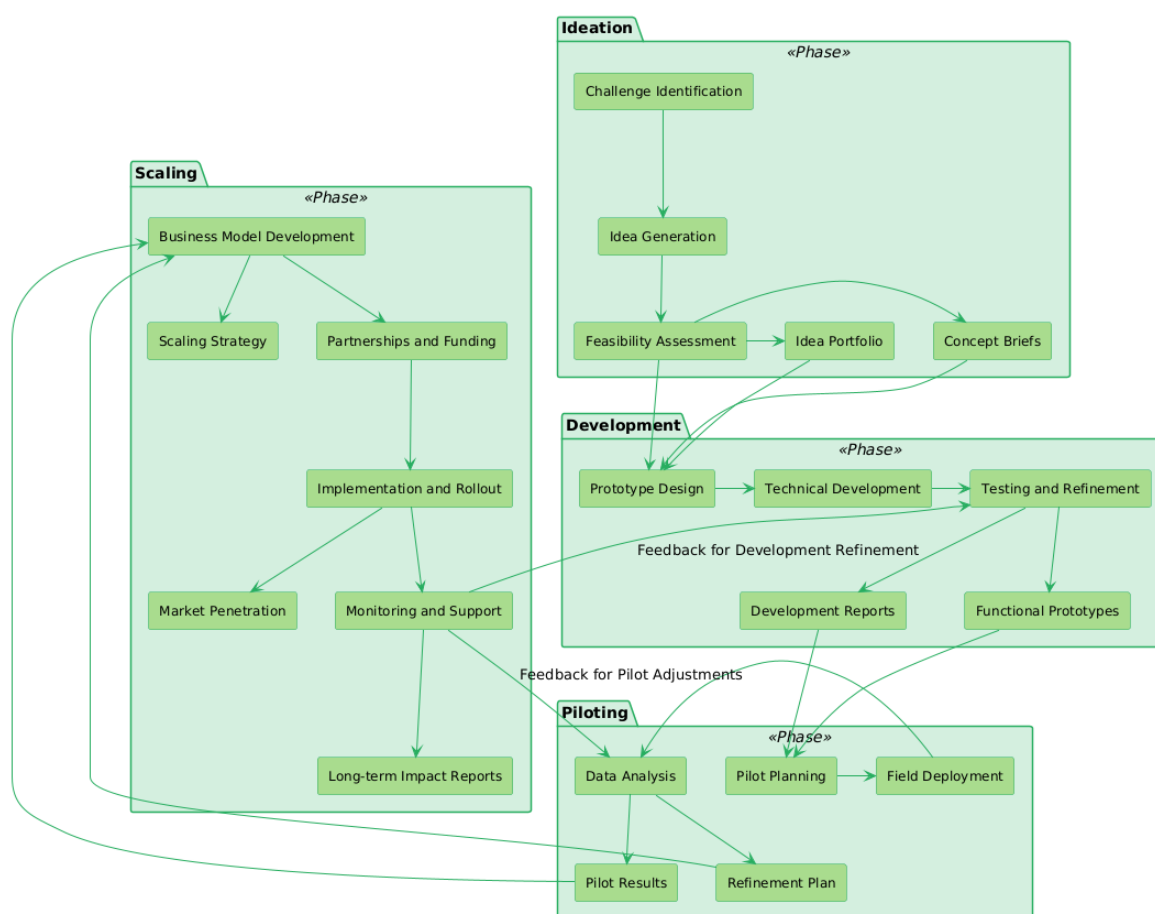 Ideation
«Phase»
Challenge Identification
Idea Generation
Feasibility Assessment
Idea Portfolio
Concept Briefs
Scaling
«Phase»
Business Model Development
Scaling Strategy
Partnerships and Funding
Implementation and Rollout
Market Penetration
Monitoring and Support
Long-term Impact Reports
Development
«Phase»
Prototype Design
Technical Development
Testing and Refinement
Feedback for Development Refinement
Development Reports
Functional Prototypes
Feedback for Pilot Adjustments
Piloting
«Phase»
Data Analysis
Pilot Planning
Field Deployment
Pilot Results
Refinement Plan